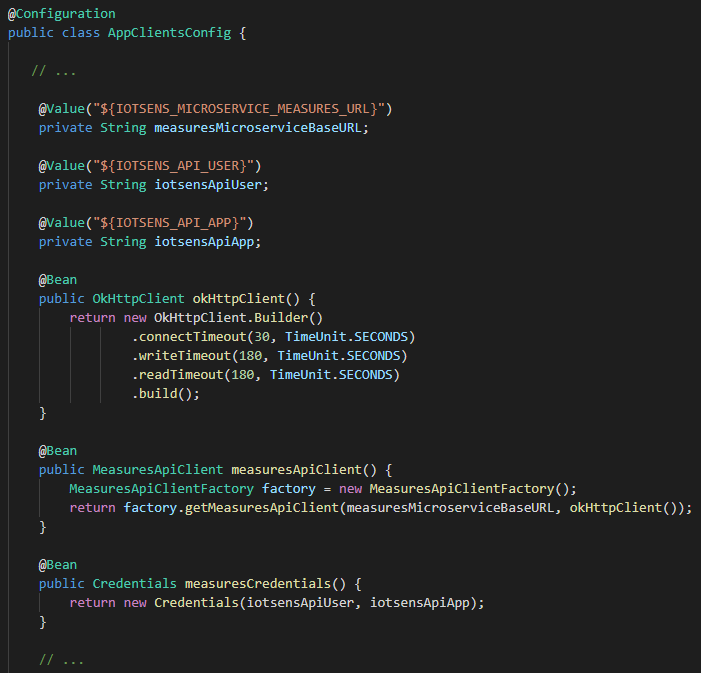 @Configuration
public class AppClientsConfig {
// ...
@Value("${IOTSENS_MICROSERVICE_MEASURES_URL}")
private String measuresMicroserviceBaseURL;
@Value("${IOTSENS_API_USER}")
private String iotsensApiUser;
@Value("${IOTSENS_API_APP}")
private String iotsensApiApp;
@Bean
public OkHttpClient okHttpClient() {
return new OkHttpClient.Builder()
.connectTimeout(30, TimeUnit.SECONDS)
.writeTimeout(180, TimeUnit.SECONDS)
.readTimeout(180, TimeUnit.SECONDS)
.build();
}
@Bean
public MeasuresApiClient measuresApiClient() {
MeasuresApiClientFactory factory = new MeasuresApiClientFactory();
return factory.getMeasuresApiClient(measuresMicroserviceBaseURL, okHttpClient());
}
@Bean
public Credentials measuresCredentials() {
return new Credentials(iotsensApiUser, iotsensApiApp);
}
// ...